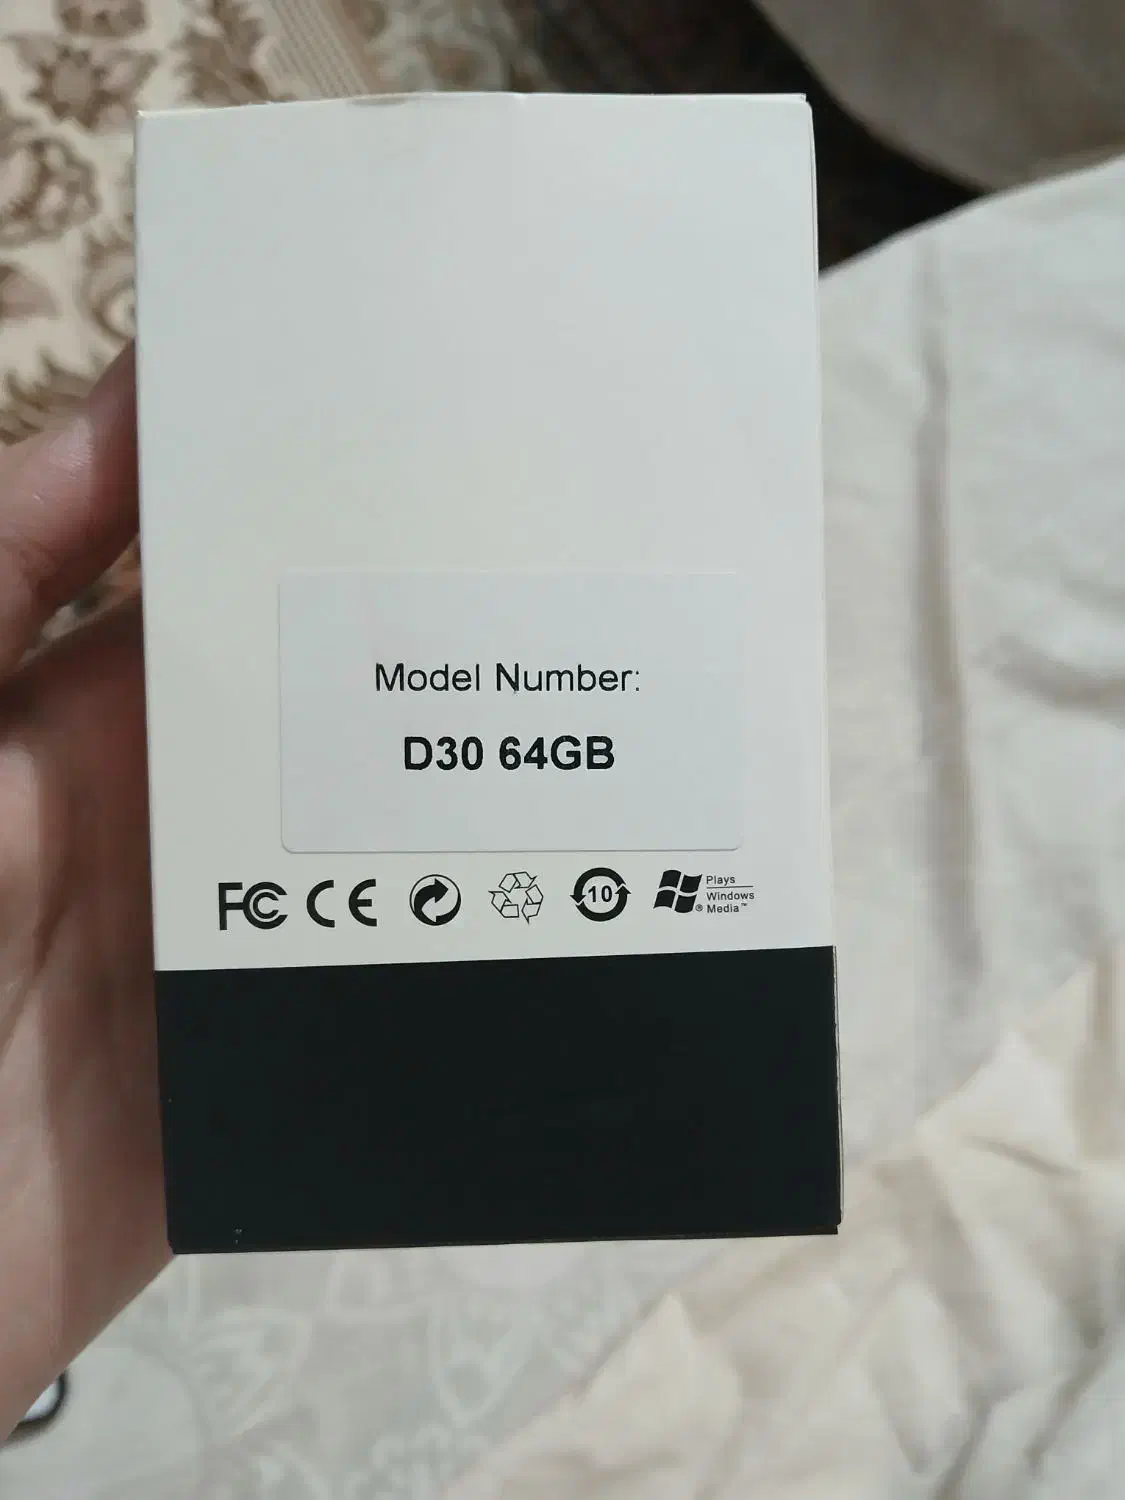 Model Number:
D30 64GB
FC CE 10 Plays
Windows
® Media™